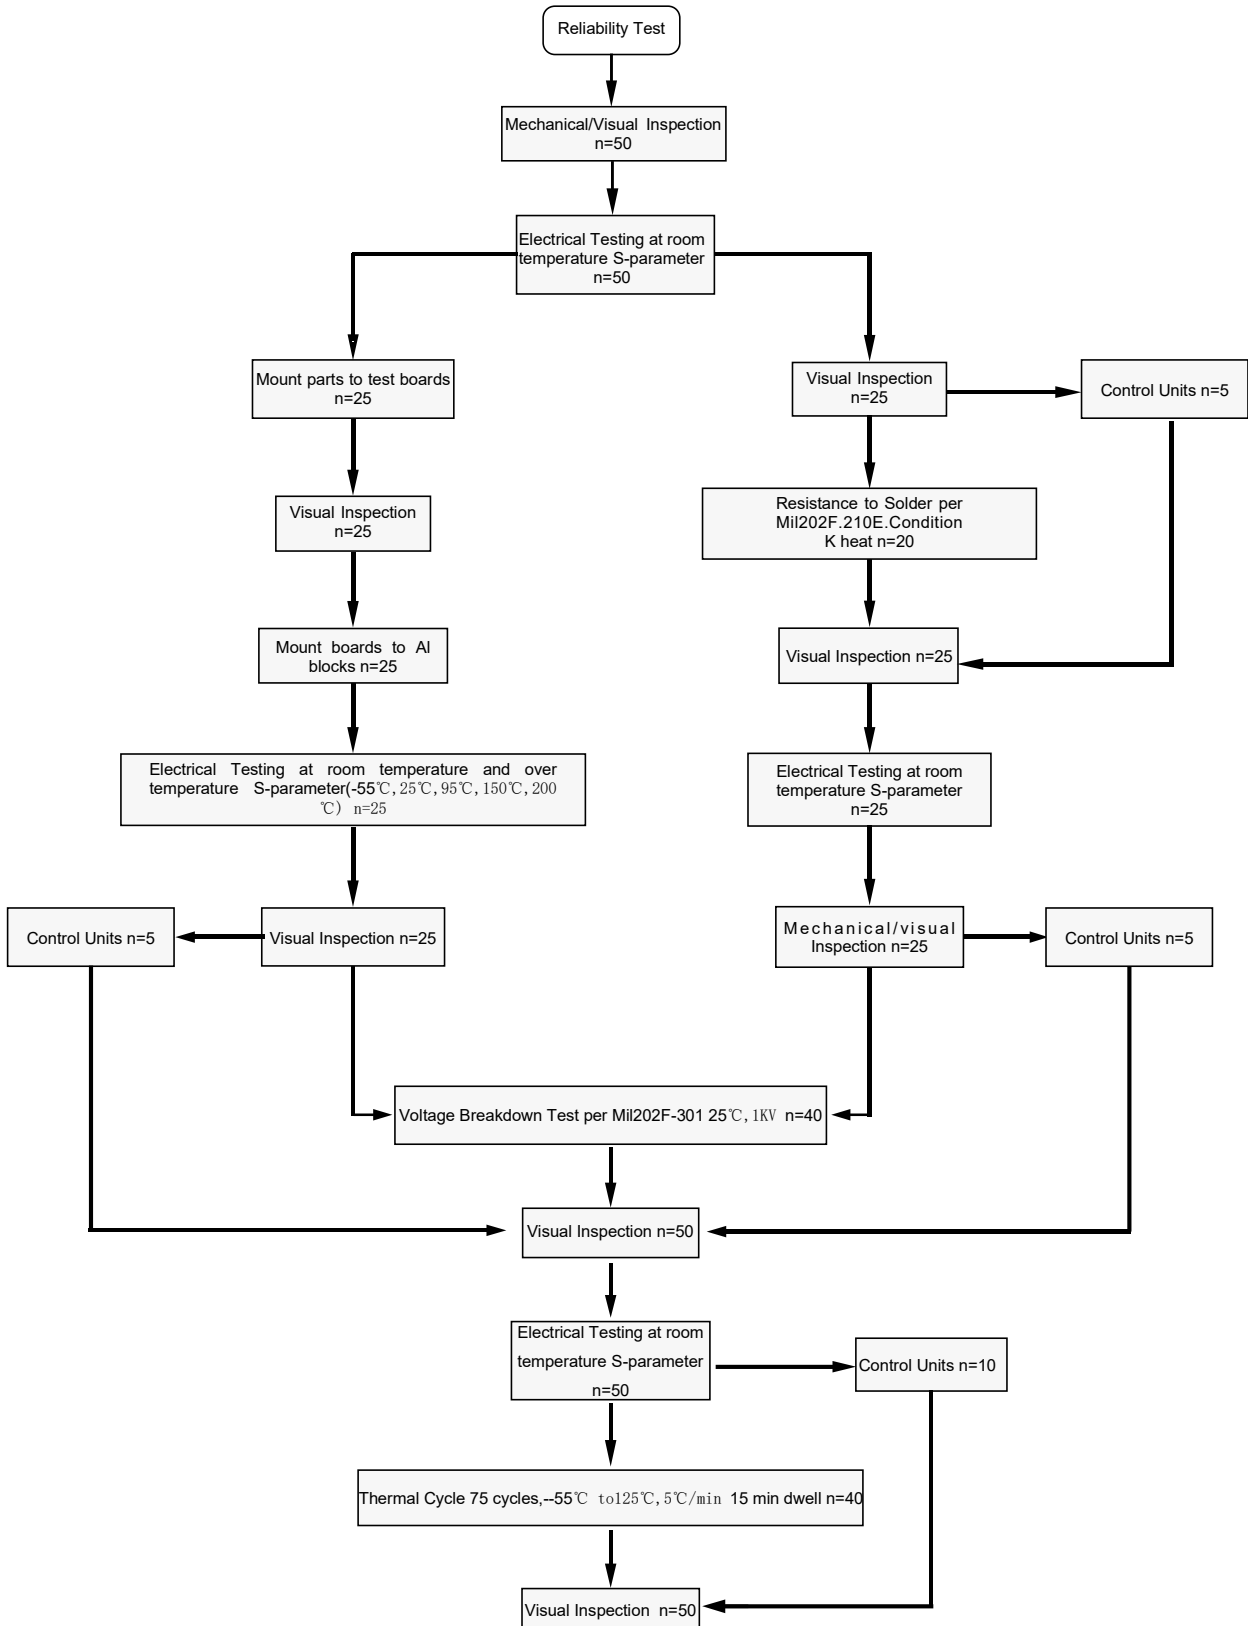 Reliability Test
Mechanical/Visual Inspection
n=50
Electrical Testing at room
temperature S-parameter
n=50
Mount parts to test boards
n=25
Visual Inspection
n=25
Control Units n=5
Visual Inspection
n=25
Resistance to Solder per
Mil202F.210E.Condition
K heat n=20
Mount boards to Al
blocks n=25
Visual Inspection n=25
Electrical Testing at room temperature and over
temperature S-parameter(-55℃,25℃,95℃,150℃,200
℃) n=25
Electrical Testing at room
temperature S-parameter
n=25
Control Units n=5
Visual Inspection n=25
Mechanical/visual
Inspection n=25
Control Units n=5
Voltage Breakdown Test per Mil202F-301 25℃,1KV n=40
Visual Inspection n=50
Electrical Testing at room
temperature S-parameter
n=50
Control Units n=10
Thermal Cycle 75 cycles,--55℃ to125℃,5℃/min 15 min dwell n=40
Visual Inspection n=50